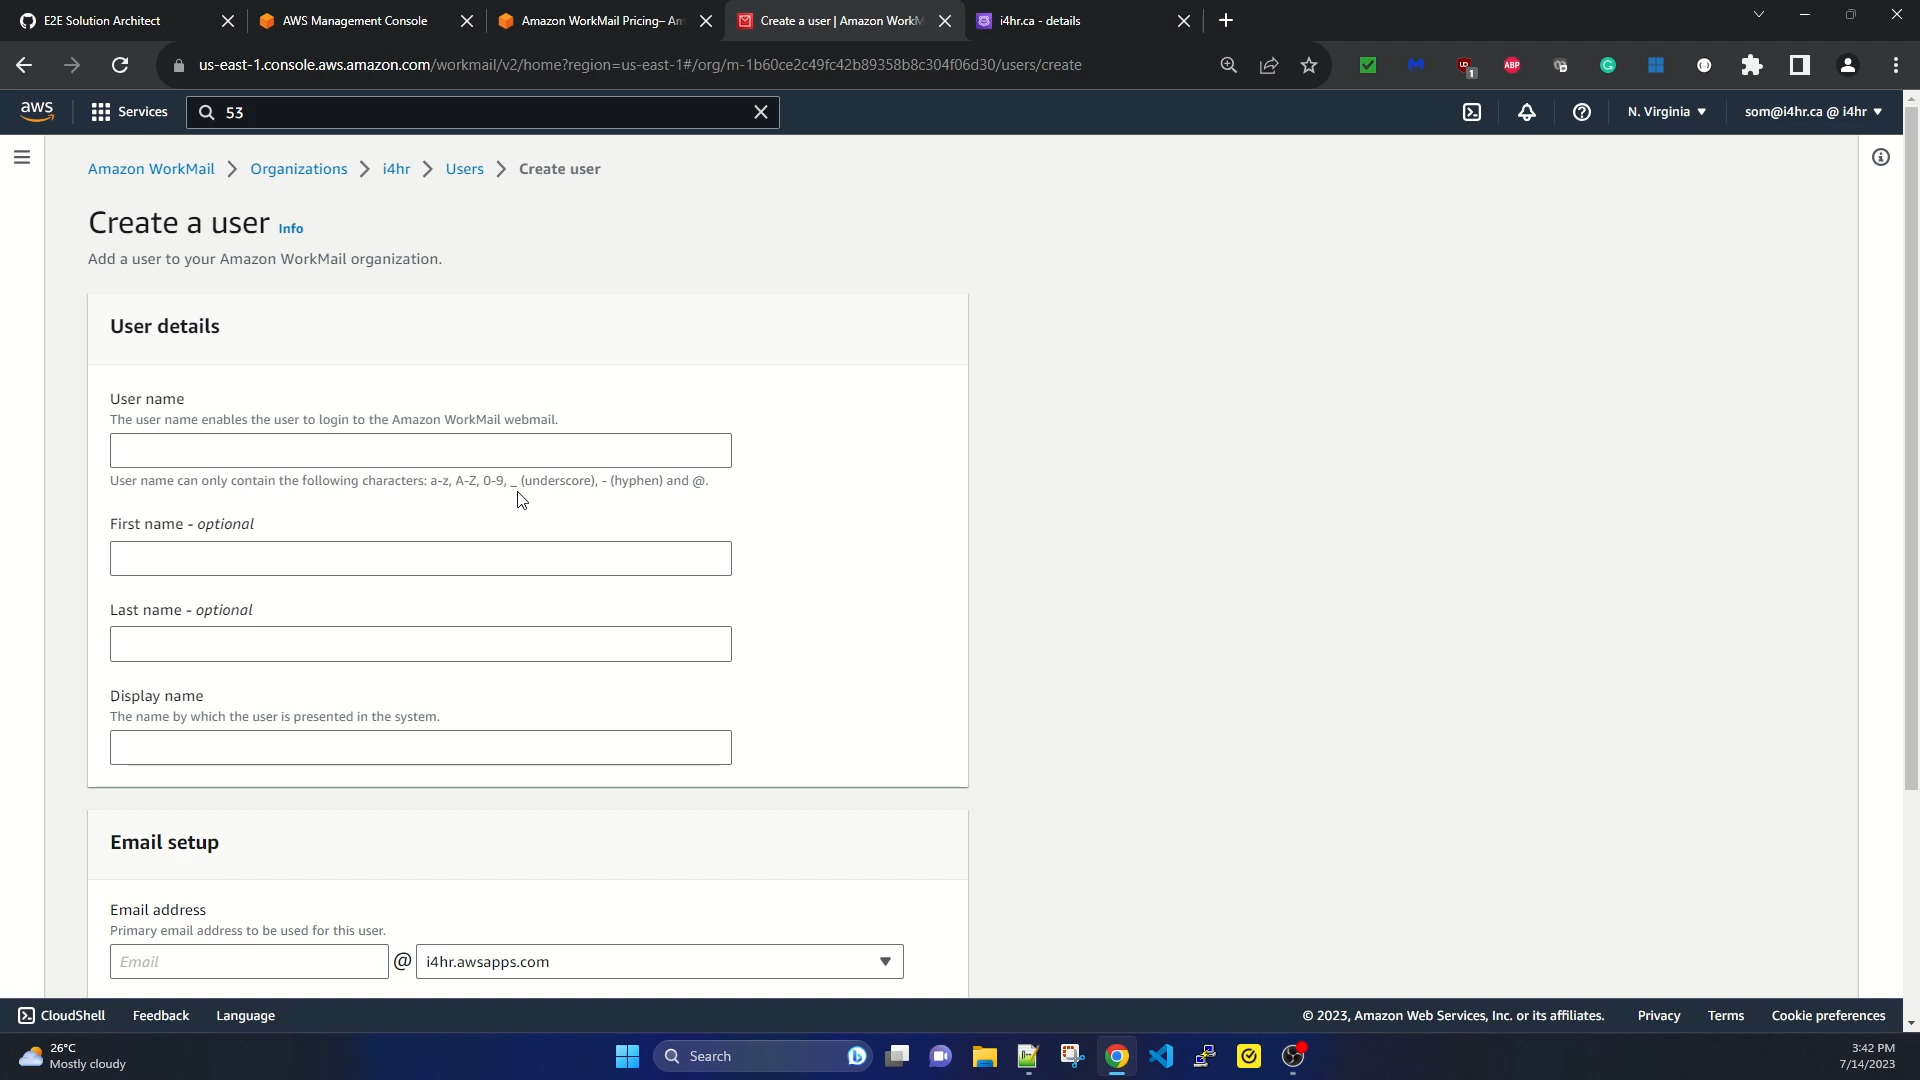 E2E Solution Architect
AWS Management Console
Amazon WorkMail Pricing– Am
Create a user | Amazon WorkM
i4hr.ca - details
us-east-1.console.aws.amazon.com/workmail/v2/home?region=us-east-1#/org/m-1b60ce2c49fc42b89358b8c304f06d30/users/create
1
ABP
aws
Services
53
N. Virginia
som@i4hr.ca @ i4hr
Amazon WorkMail
Organizations
i4hr
Users
Create user
Create a user Info
Add a user to your Amazon WorkMail organization.
User details
User name
The user name enables the user to login to the Amazon WorkMail webmail.
User name can only contain the following characters: a-z, A-Z, 0-9, _ (underscore), - (hyphen) and @.
First name - optional
Last name - optional
Display name
The name by which the user is presented in the system.
Email setup
Email address
Primary email address to be used for this user.
Email @ i4hr.awsapps.com
CloudShell
Feedback
Language
© 2023, Amazon Web Services, Inc. or its affiliates.
Privacy
Terms
Cookie preferences
26°C
Mostly cloudy
Search
3:42 PM
7/14/2023